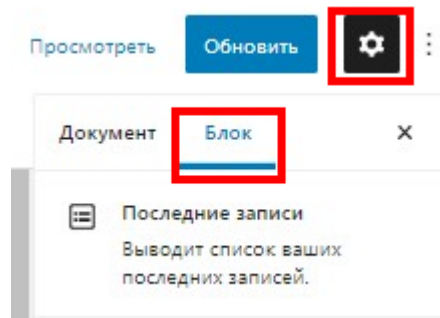 Просмотреть Обновить
Документ Блок
Последние записи
Выводит список ваших
последних записей.